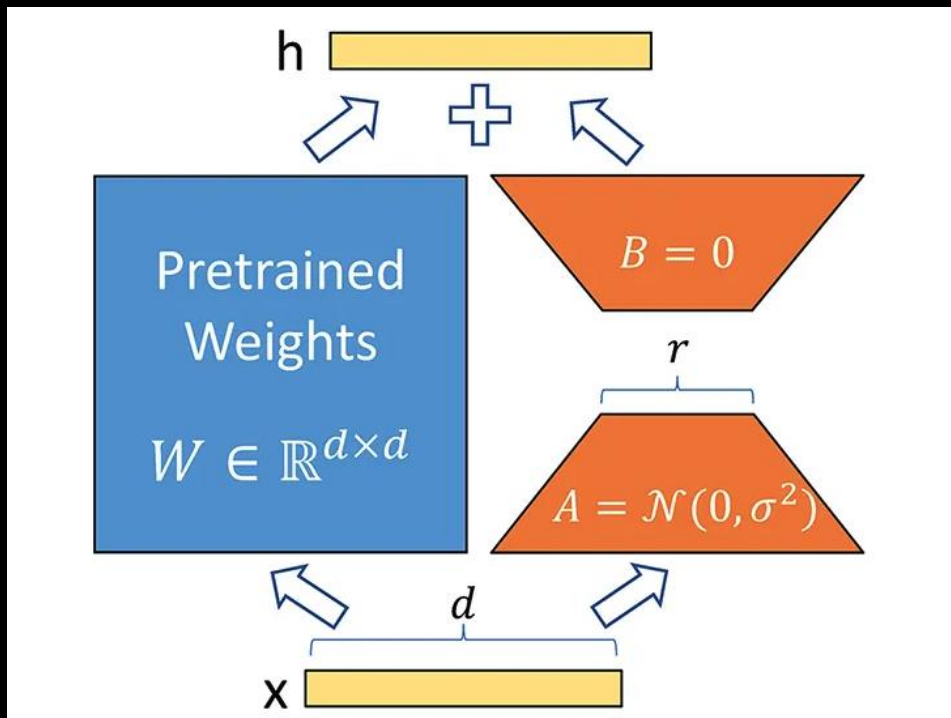 h
Pretrained
Weights
W ∈ ℝ^{d×d}
B = 0
r
A = 𝒩(0, σ²)
d
x